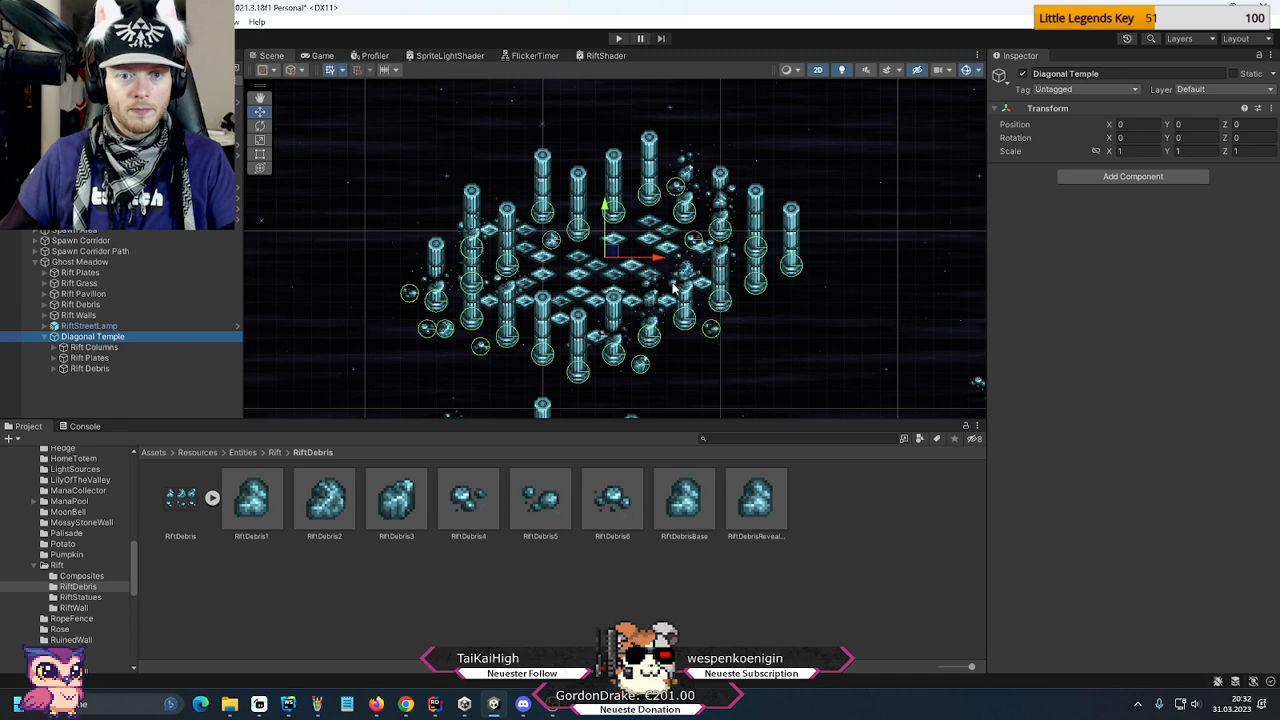 021.3.18f1 Personal* <DX11>
Help
Little Legends Key 51 100
Layers
Layout
Scene
Game
Profiler
SpriteLightShader
FlickerTimer
RiftShader
2D
Inspector
Diagonal Temple
Static
Tag Untagged
Layer Default
Transform
Position X 0 Y 0 Z 0
Rotation X 0 Y 0 Z 0
Scale X 1 Y 1 Z 1
Add Component
Spawn Area
Spawn Corridor
Spawn Corridor Path
Ghost Meadow
Rift Plates
Rift Grass
Rift Pavilion
Rift Debris
Rift Walls
RiftStreetLamp
Diagonal Temple
Rift Columns
Rift Plates
Rift Debris
Project
Console
8
Assets > Resources > Entities > Rift > RiftDebris
Hedge
HomeTotem
LightSources
LilyOfTheValley
ManaCollector
ManaPool
MoonBell
MossyStoneWall
Palisade
Potato
Pumpkin
Rift
Composites
RiftDebris
RiftStatues
RiftWall
RopeFence
Rose
RuinedWall
RiftDebris
RiftDebris1
RiftDebris2
RiftDebris3
RiftDebris4
RiftDebris5
RiftDebris6
RiftDebrisBase
RiftDebrisReveal...
TaiKaiHigh
Neuester Follow
wespenkoenigin
Neueste Subscription
GordonDrake: €201.00
Neueste Donation
20:32
31.03.2023